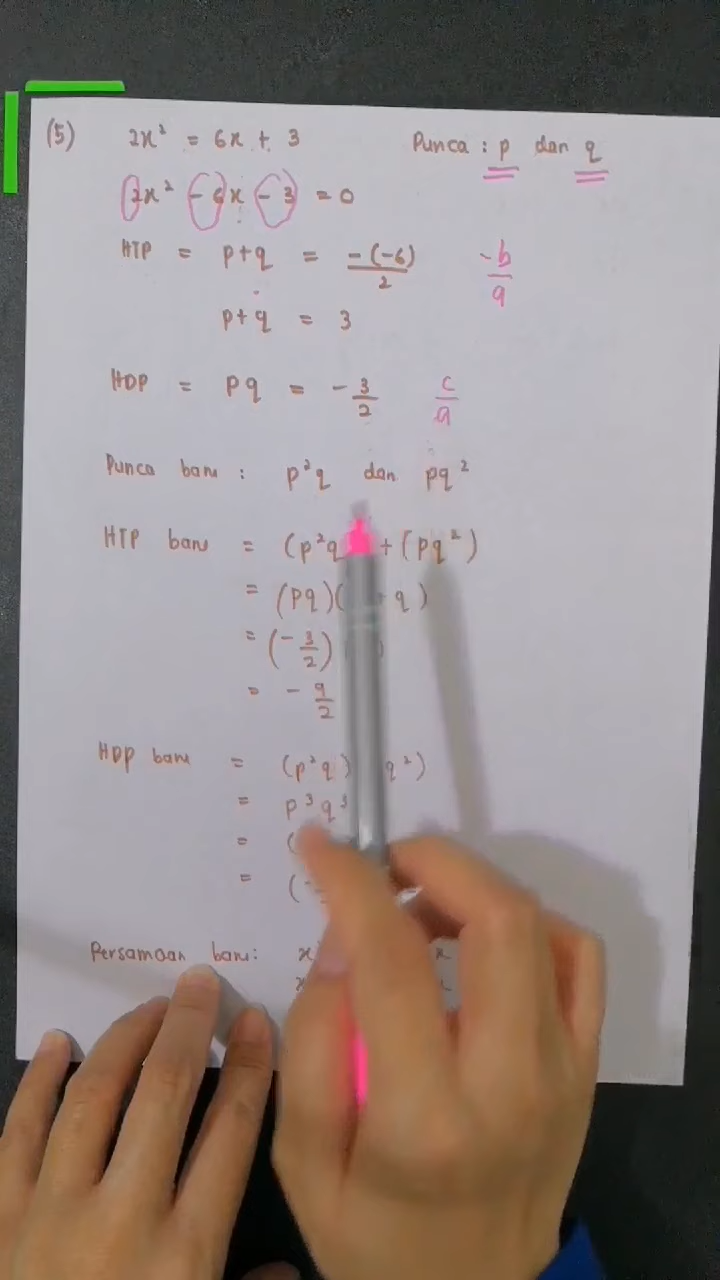 (5) 2x² = 6x + 3 Punca : p dan q
2x² - 6x - 3 = 0
HTP = p+q = -(-6)/2 -b/a
p+q = 3
HDP = pq = -3/2 c/a
Punca baru : p²q dan pq²
HTP baru = (p²q + (pq²)
= (pq)( + q)
= (-3/2)
= -9/2
HDP baru = (p²q) q²)
= p³q³
= (
= (-
Persamaan baru: x x
x